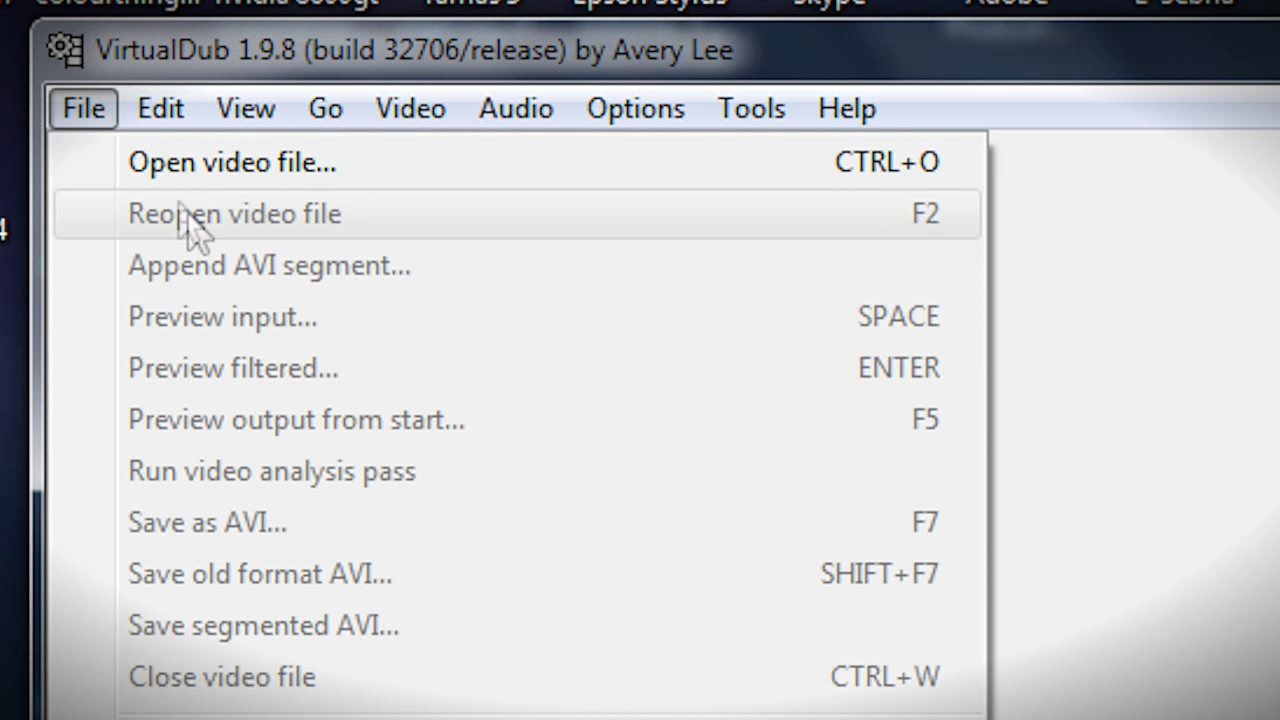 VirtualDub 1.9.8 (build 32706/release) by Avery Lee
File Edit View Go Video Audio Options Tools Help
Open video file... CTRL+O
Reopen video file F2
Append AVI segment...
Preview input... SPACE
Preview filtered... ENTER
Preview output from start... F5
Run video analysis pass
Save as AVI... F7
Save old format AVI... SHIFT+F7
Save segmented AVI...
Close video file CTRL+W